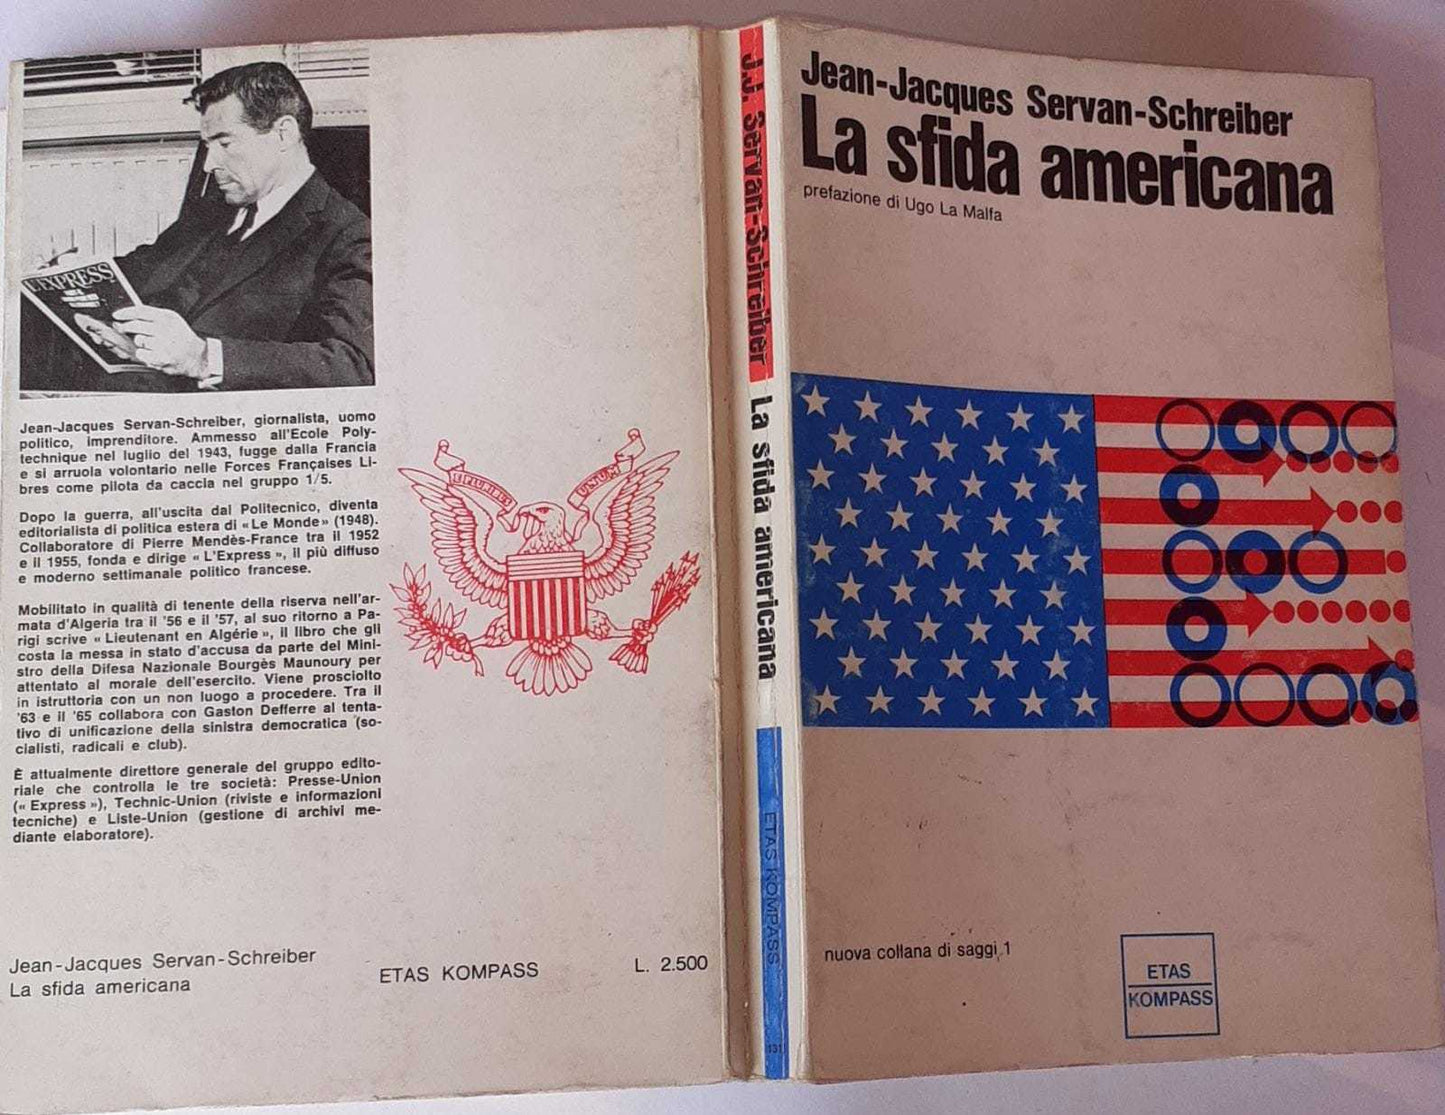 L'EXPRESS
Jean-Jacques Servan-Schreiber, giornalista, uomo
politico, imprenditore. Ammesso all'Ecole Poly-
technique nel luglio del 1943, fugge dalla Francia
e si arruola volontario nelle Forces Françaises Li-
bres come pilota da caccia nel gruppo 1/5.
Dopo la guerra, all'uscita dal Politecnico, diventa
editorialista di politica estera di «Le Monde» (1948).
Collaboratore di Pierre Mendès-France tra il 1952
e il 1955, fonda e dirige «L'Express», il più diffuso
e moderno settimanale politico francese.
Mobilitato in qualità di tenente della riserva nell'ar-
mata d'Algeria tra il '56 e il '57, al suo ritorno a Pa-
rigi scrive «Lieutenant en Algérie», il libro che gli
costa la messa in stato d'accusa da parte del Mini-
stro della Difesa Nazionale Bourgès Maunoury per
attentato al morale dell'esercito. Viene prosciolto
in istruttoria con un non luogo a procedere. Tra il
'63 e il '65 collabora con Gaston Defferre al tenta-
tivo di unificazione della sinistra democratica (so-
cialisti, radicali e club).
È attualmente direttore generale del gruppo edito-
riale che controlla le tre società: Presse-Union
(«Express»), Technic-Union (riviste e informazioni
tecniche) e Liste-Union (gestione di archivi me-
diante elaboratore).
E PLURIBUS
UNUM
Jean-Jacques Servan-Schreiber
La sfida americana
ETAS KOMPASS
L. 2.500
J.J. Servan-Schreiber
La sfida americana
ETAS KOMPASS
131
Jean-Jacques Servan-Schreiber
La sfida americana
prefazione di Ugo La Malfa
nuova collana di saggi, 1
ETAS
KOMPASS